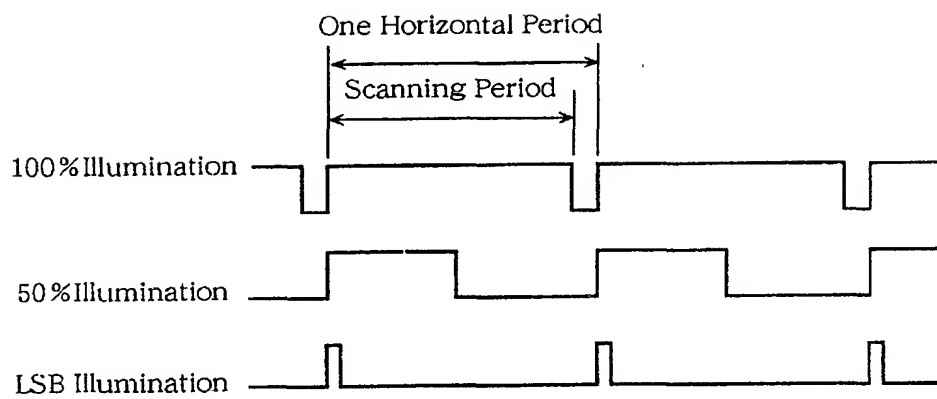 One Horizontal Period
Scanning Period
100%Illumination
50%Illumination
LSB Illumination